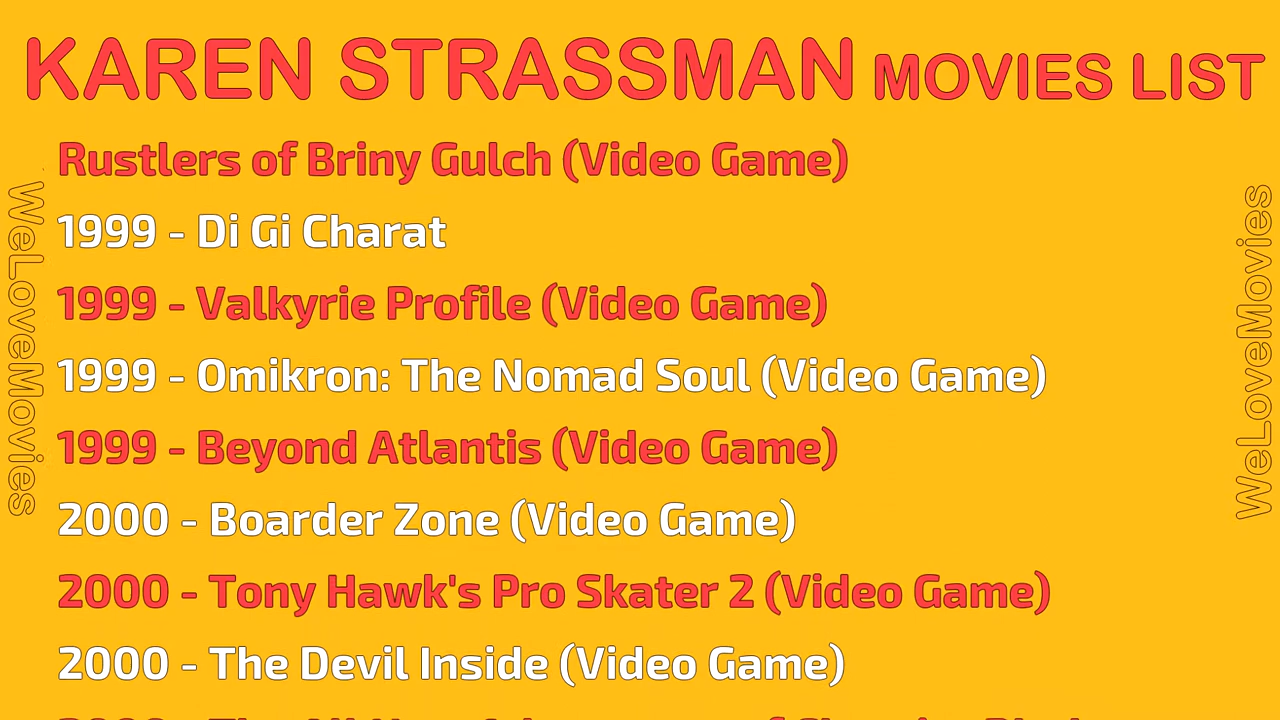 KAREN STRASSMAN MOVIES LIST
Rustlers of Briny Gulch (Video Game)
1999 - Di Gi Charat
1999 - Valkyrie Profile (Video Game)
1999 - Omikron: The Nomad Soul (Video Game)
1999 - Beyond Atlantis (Video Game)
2000 - Boarder Zone (Video Game)
2000 - Tony Hawk's Pro Skater 2 (Video Game)
2000 - The Devil Inside (Video Game)
WeLoveMovies
WeLoveMovies